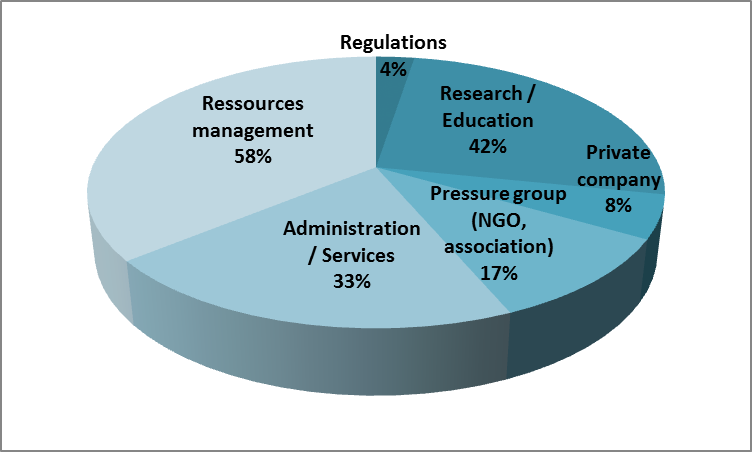 Regulations
4%
Research /
Education
42%
Private
company
8%
Pressure group
(NGO,
association)
17%
Administration
/ Services
33%
Ressources
management
58%